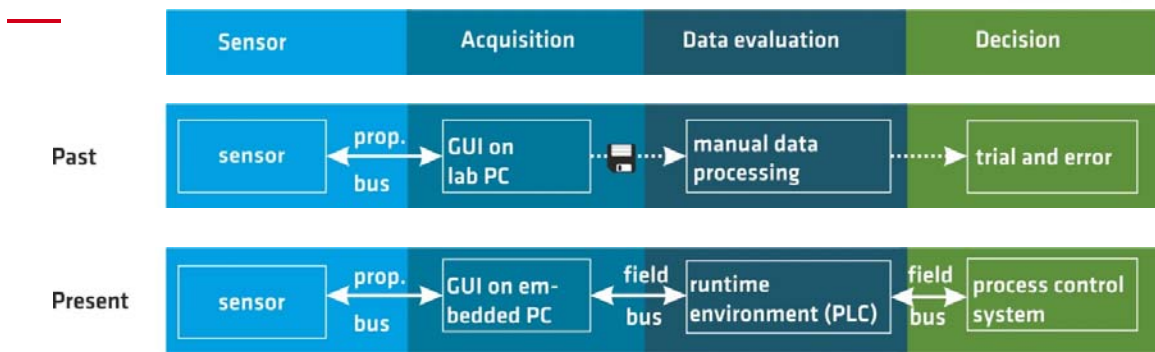 Sensor Acquisition Data evaluation Decision
Past
sensor
prop.
bus
GUI on
lab PC
manual data
processing
trial and error
Present
sensor
prop.
bus
GUI on em-
bedded PC
field
bus
runtime
environment (PLC)
field
bus
process control
system